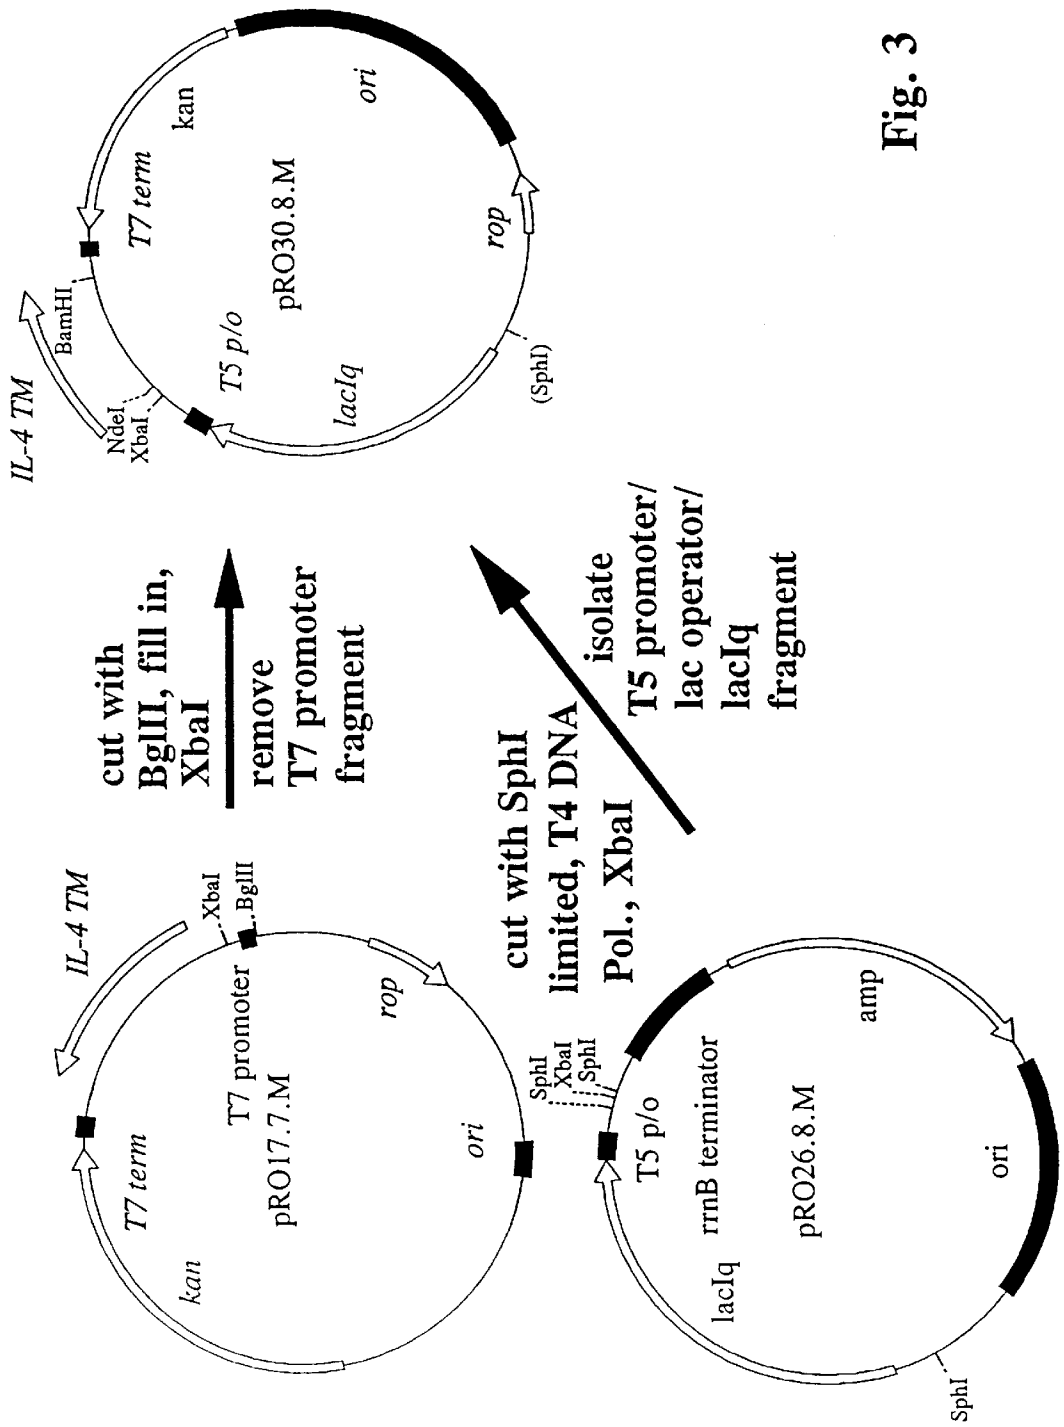 IL-4 TM
XbaI
BglII
T7 promoter
T7 term
pRO17.7.M
kan
rop
ori
cut with
BglII, fill in,
XbaI
remove
T7 promoter
fragment
IL-4 TM
NdeI
XbaI
BamHI
T7 term
kan
T5 p/o
pRO30.8.M
ori
lacIq
rop
(SphI)
SphI
XbaI
SphI
T5 p/o
rrnB terminator
lacIq
pRO26.8.M
amp
ori
SphI
cut with SphI
limited, T4 DNA
Pol., XbaI
isolate
T5 promoter/
lac operator/
lacIq
fragment
Fig. 3